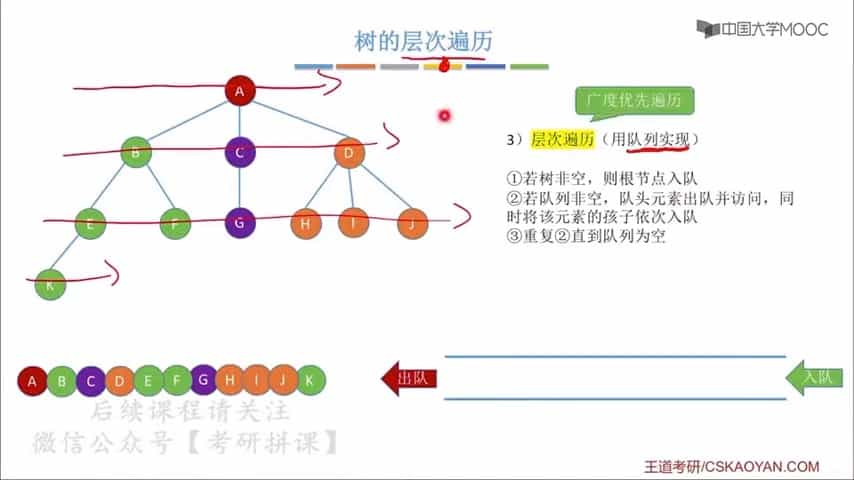 中国大学MOOC
树的层次遍历
广度优先遍历
A
B C D
E F G H I J
K
3）层次遍历（用队列实现）
①若树非空，则根节点入队
②若队列非空，队头元素出队并访问，同
时将该元素的孩子依次入队
③重复②直到队列为空
A B C D E F G H I J K
出队
入队
后续课程请关注
微信公众号【考研拼课】
王道考研/CSKAOYAN.COM